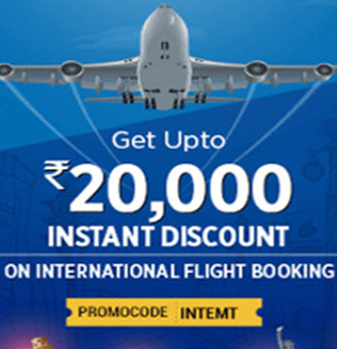 Get Upto
₹20,000
INSTANT DISCOUNT
ON INTERNATIONAL FLIGHT BOOKING
PROMOCODE INTEMT